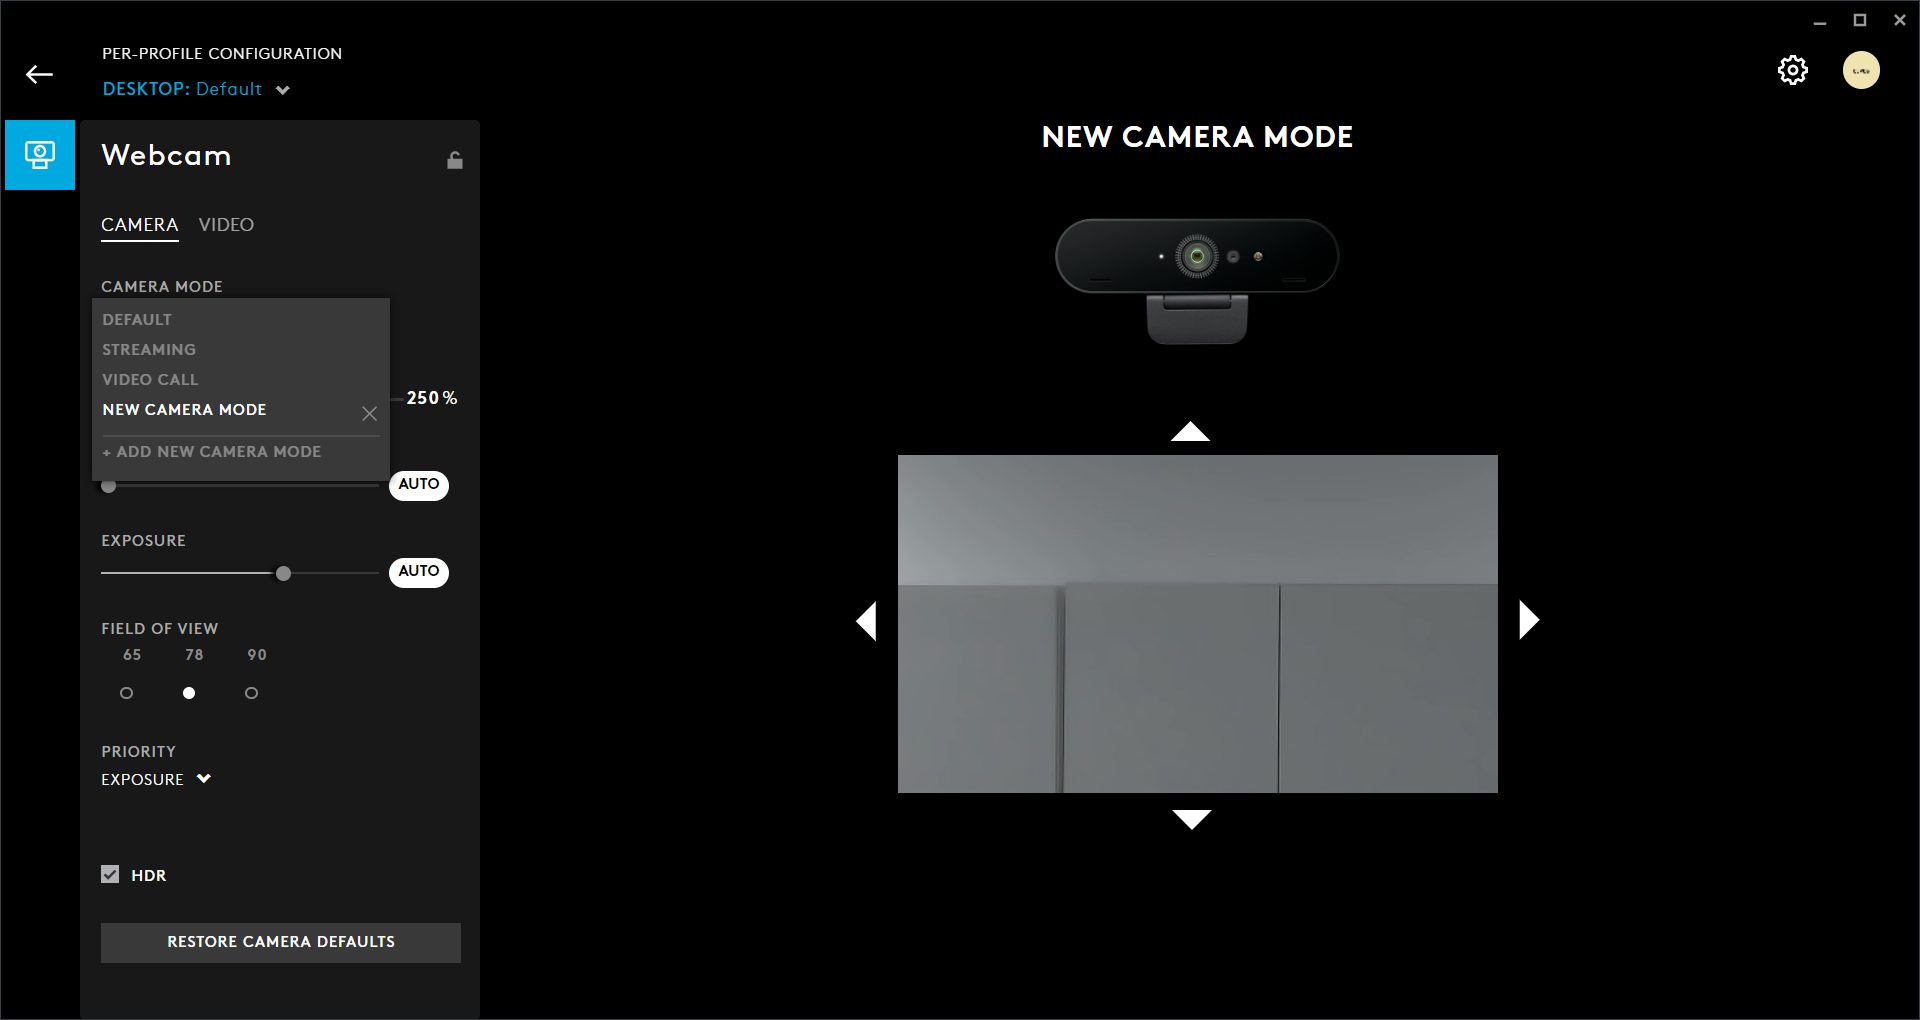 PER-PROFILE CONFIGURATION
DESKTOP: Default
Webcam
CAMERA VIDEO
CAMERA MODE
DEFAULT
STREAMING
VIDEO CALL
NEW CAMERA MODE
+ ADD NEW CAMERA MODE
250 %
AUTO
EXPOSURE
AUTO
FIELD OF VIEW
65 78 90
PRIORITY
EXPOSURE
HDR
RESTORE CAMERA DEFAULTS
NEW CAMERA MODE